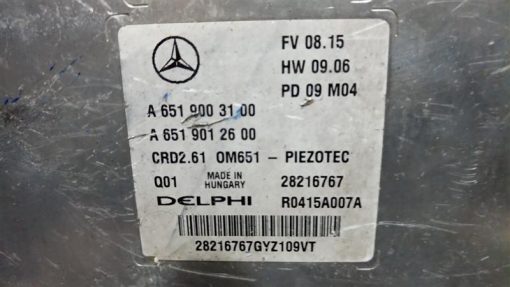 FV 08.15
HW 09.06
PD 09 M04
A 651 900 31 00
A 651 901 26 00
CRD2.61 OM651 - PIEZOTEC
Q01 MADE IN HUNGARY 28216767
DELPHI R0415A007A
28216767GYZ109VT